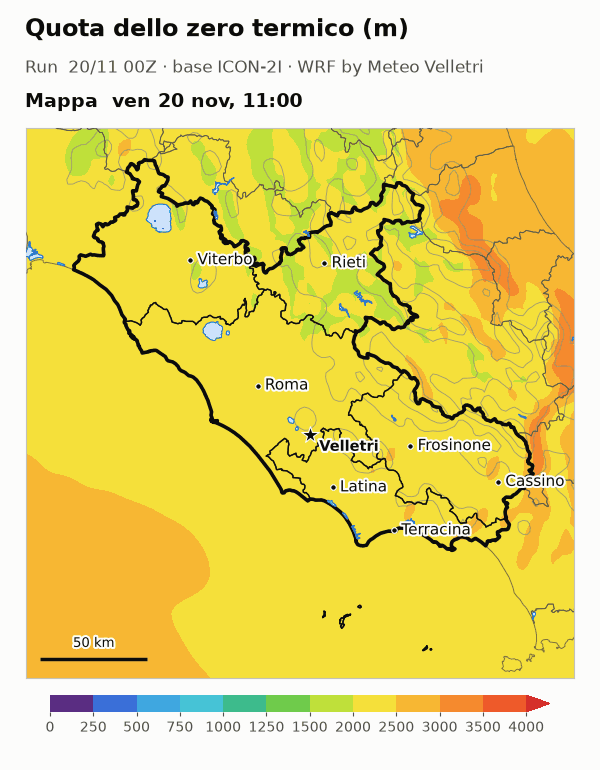 Quota dello zero termico (m)
Run  20/11 00Z · base ICON-2I · WRF by Meteo Velletri
Mappa  ven 20 nov, 11:00
Viterbo
Rieti
Roma
Velletri
Frosinone
Cassino
Latina
Terracina
50 km
0 250 500 750 1000 1250 1500 2000 2500 3000 3500 4000